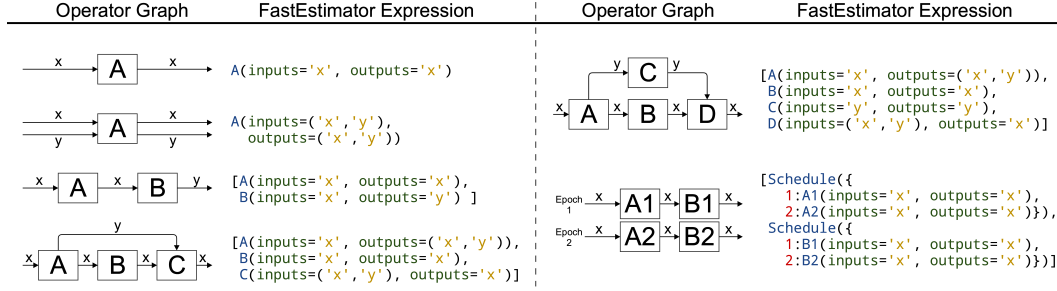 Operator Graph FastEstimator Expression
x A x
A(inputs='x', outputs='x')
x x
A
y y
A(inputs=('x','y'),
outputs=('x','y'))
x A x B y
[A(inputs='x', outputs='x'),
B(inputs='x', outputs='y') ]
y
x A x B x C x
[A(inputs='x', outputs=('x','y')),
B(inputs='x', outputs='x'),
C(inputs=('x','y'), outputs='x')]
Operator Graph FastEstimator Expression
y C y
x A x B x D x
[A(inputs='x', outputs=('x','y')),
B(inputs='x', outputs='x'),
C(inputs='y', outputs='y'),
D(inputs=('x','y'), outputs='x')]
Epoch
1
x A1 x B1 x
Epoch
2
x A2 x B2 x
[Schedule({
1:A1(inputs='x', outputs='x'),
2:A2(inputs='x', outputs='x')}),
Schedule({
1:B1(inputs='x', outputs='x'),
2:B2(inputs='x', outputs='x'})]